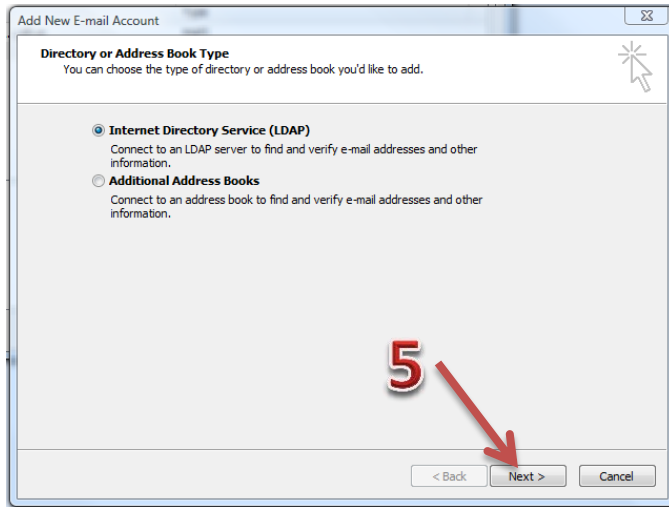 Add New E-mail Account
Directory or Address Book Type
You can choose the type of directory or address book you'd like to add.
Internet Directory Service (LDAP)
Connect to an LDAP server to find and verify e-mail addresses and other
information.
Additional Address Books
Connect to an address book to find and verify e-mail addresses and other
information.
5
< Back Next > Cancel